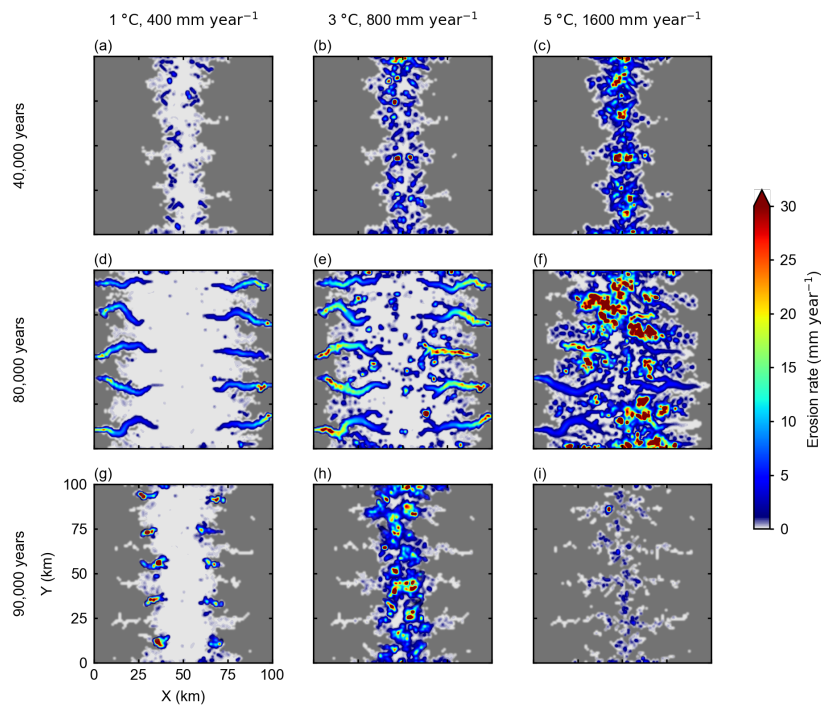 1 °C, 400 mm year⁻¹ 3 °C, 800 mm year⁻¹ 5 °C, 1600 mm year⁻¹
(a) (b) (c)
40,000 years
(d) (e) (f)
80,000 years
(g) (h) (i)
90,000 years
Y (km)
100
75
50
25
0
0 25 50 75 100
X (km)
30
25
20
15
10
5
0
Erosion rate (mm year⁻¹)